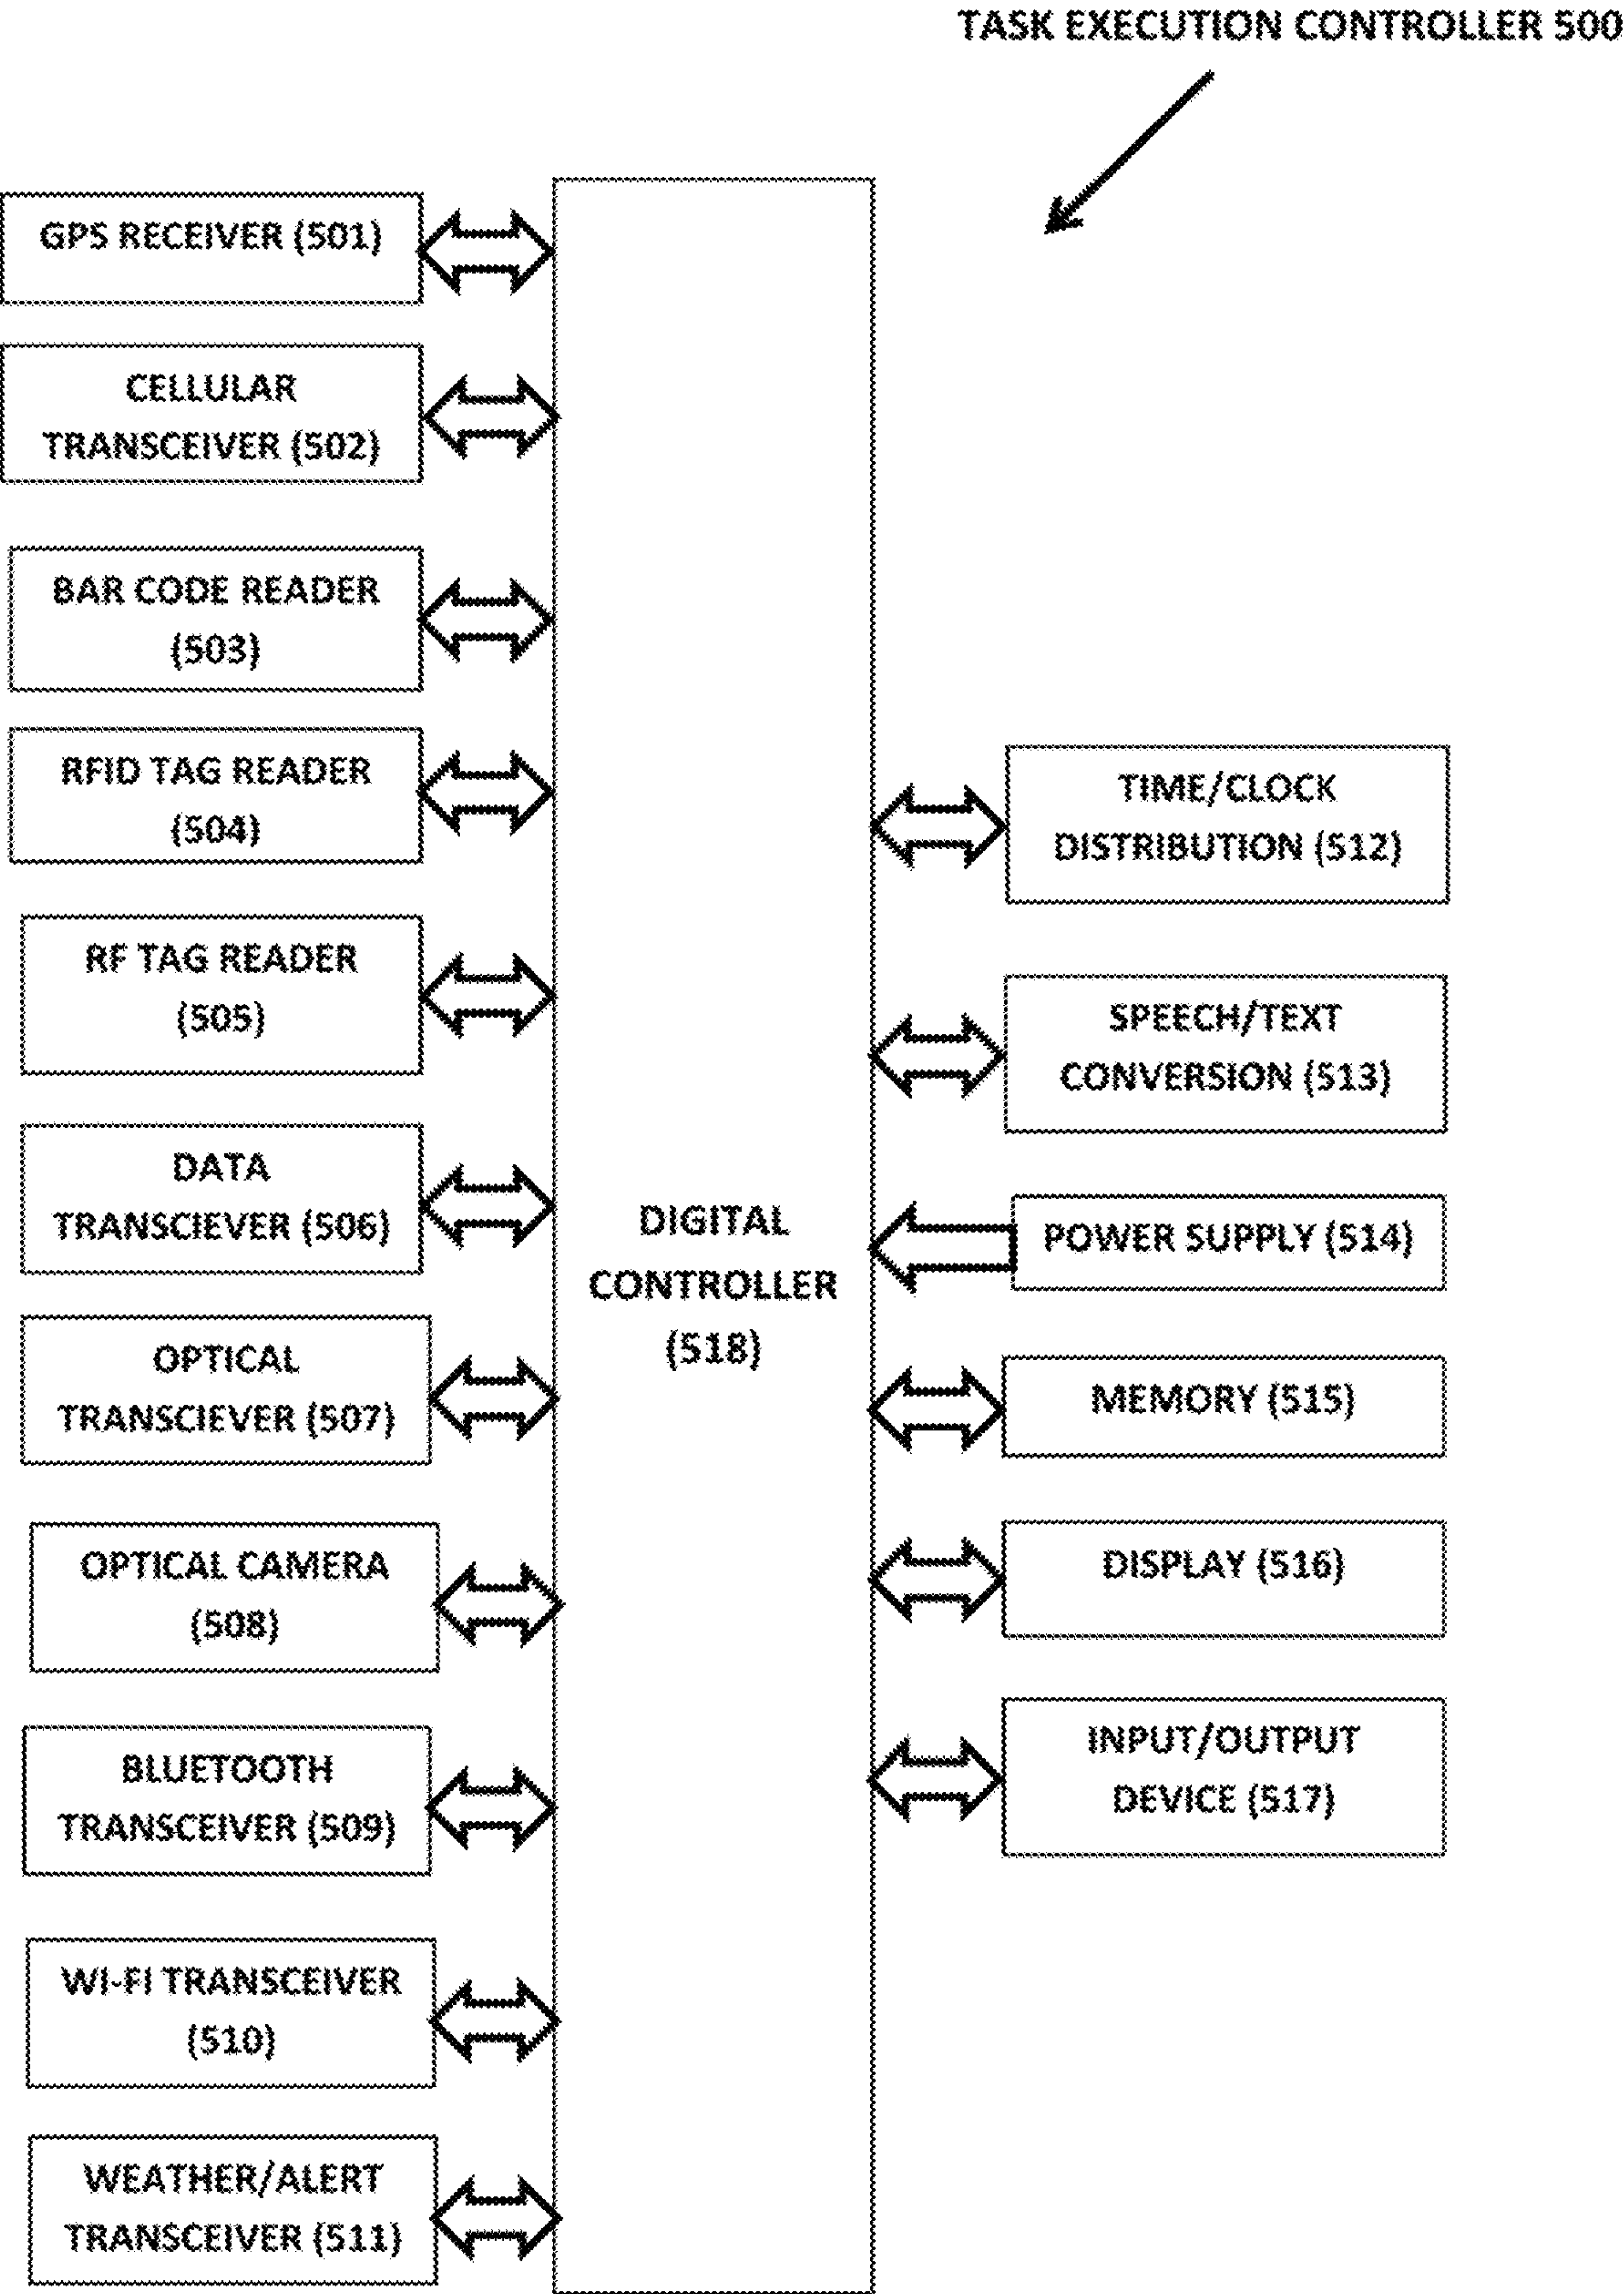 TASK EXECUTION CONTROLLER 500
GPS RECEIVER (501)
CELLULAR
TRANSCEIVER (502)
BAR CODE READER
(503)
RFID TAG READER
(504)
RF TAG READER
(505)
DATA
TRANSCIEVER (506)
OPTICAL
TRANSCIEVER (507)
OPTICAL CAMERA
(508)
BLUETOOTH
TRANSCEIVER (509)
WI-FI TRANSCEIVER
(510)
WEATHER/ALERT
TRANSCEIVER (511)
DIGITAL
CONTROLLER
(518)
TIME/CLOCK
DISTRIBUTION (512)
SPEECH/TEXT
CONVERSION (513)
POWER SUPPLY (514)
MEMORY (515)
DISPLAY (516)
INPUT/OUTPUT
DEVICE (517)